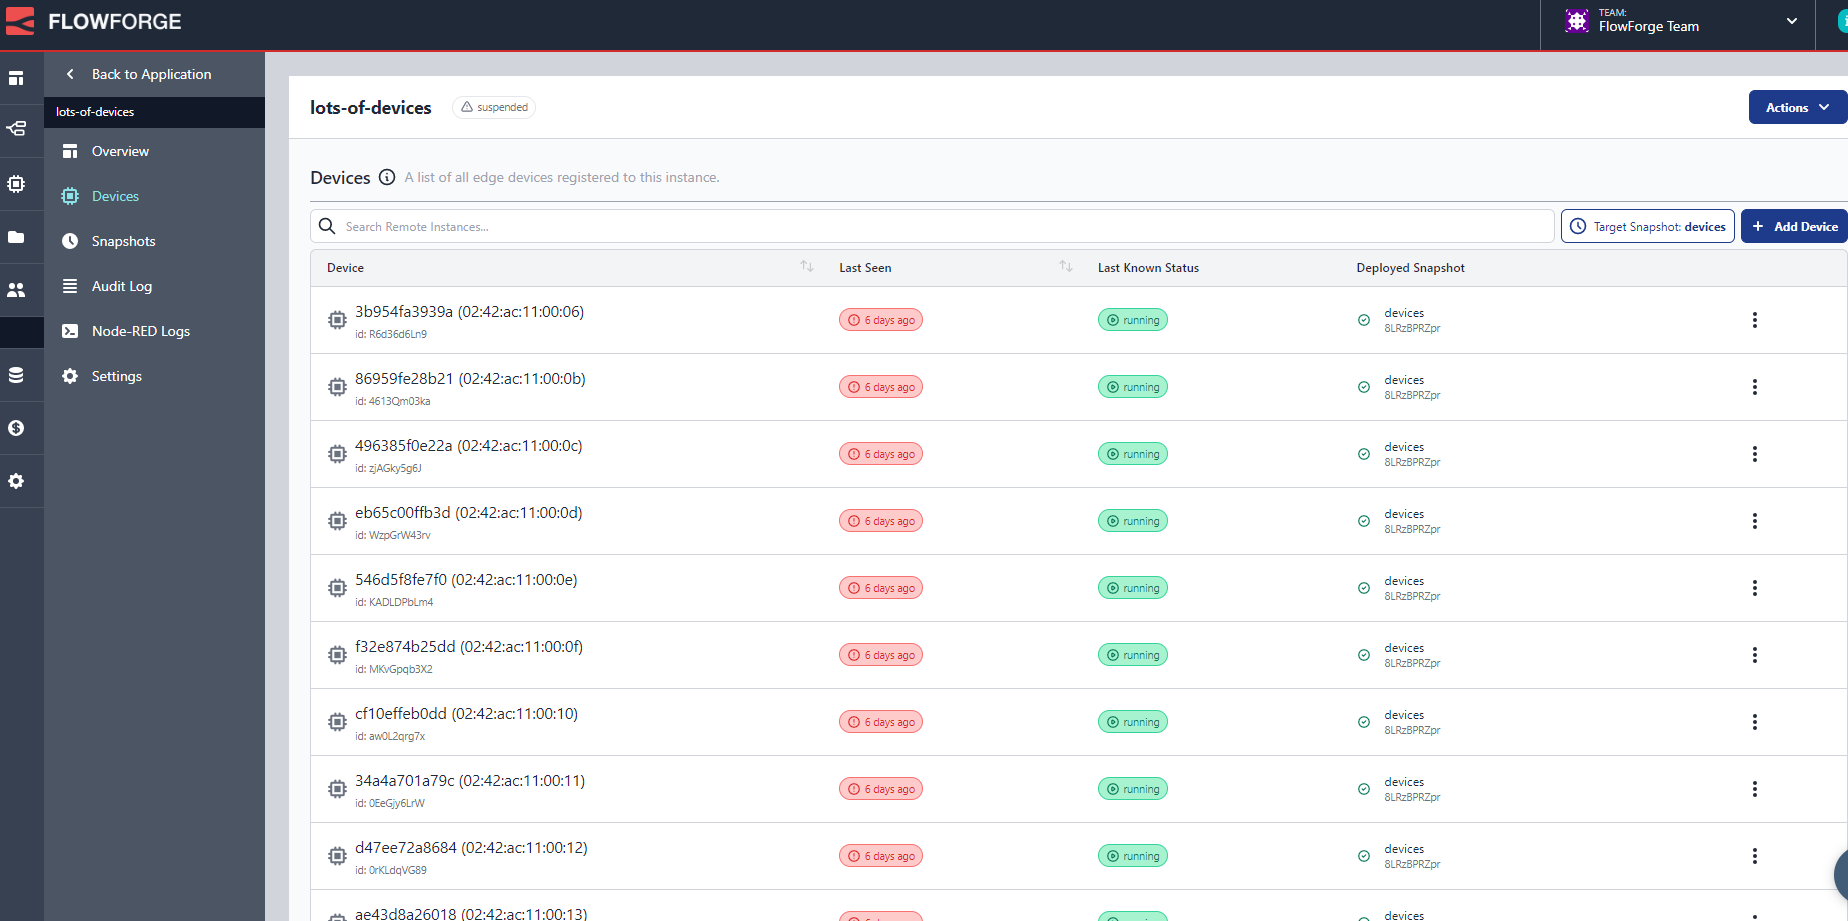 FLOWFORGE
TEAM:
FlowForge Team
Back to Application
lots-of-devices
Overview
Devices
Snapshots
Audit Log
Node-RED Logs
Settings
lots-of-devices
suspended
Actions
Devices A list of all edge devices registered to this instance.
Search Remote Instances...
Target Snapshot: devices
Add Device
Device Last Seen Last Known Status Deployed Snapshot
3b954fa3939a (02:42:ac:11:00:06)
id: R6d36d6Ln9
6 days ago
running
devices
8LRzBPRZpr
86959fe28b21 (02:42:ac:11:00:0b)
id: 4613Qm03ka
6 days ago
running
devices
8LRzBPRZpr
496385f0e22a (02:42:ac:11:00:0c)
id: zjAGky5g6J
6 days ago
running
devices
8LRzBPRZpr
eb65c00ffb3d (02:42:ac:11:00:0d)
id: WzpGrW43rv
6 days ago
running
devices
8LRzBPRZpr
546d5f8fe7f0 (02:42:ac:11:00:0e)
id: KADLDPbLm4
6 days ago
running
devices
8LRzBPRZpr
f32e874b25dd (02:42:ac:11:00:0f)
id: MKvGpqb3X2
6 days ago
running
devices
8LRzBPRZpr
cf10effeb0dd (02:42:ac:11:00:10)
id: aw0L2qrg7x
6 days ago
running
devices
8LRzBPRZpr
34a4a701a79c (02:42:ac:11:00:11)
id: 0EeGjy6LrW
6 days ago
running
devices
8LRzBPRZpr
d47ee72a8684 (02:42:ac:11:00:12)
id: 0rKLdqVG89
6 days ago
running
devices
8LRzBPRZpr
ae43d8a26018 (02:42:ac:11:00:13)
devices